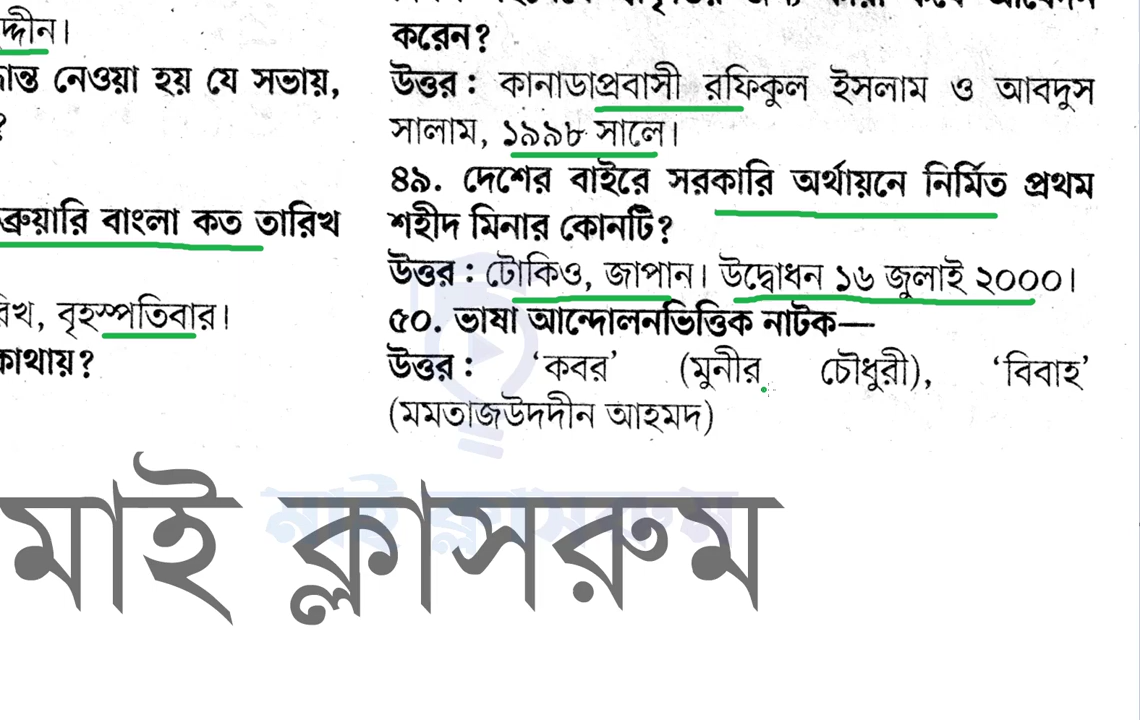 দ্দীন।
নেওয়া হয় যে সভায়,
?
ব্রুয়ারি বাংলা কত তারিখ
রিখ, বৃহস্পতিবার।
কোথায়?
করেন?
উত্তর : কানাডাপ্রবাসী রফিকুল ইসলাম ও আবদুস
সালাম, ১৯৯৮ সালে।
৪৯. দেশের বাইরে সরকারি অর্থায়নে নির্মিত প্রথম
শহীদ মিনার কোনটি?
উত্তর : টোকিও, জাপান। উদ্বোধন ১৬ জুলাই ২০০০।
৫০. ভাষা আন্দোলনভিত্তিক নাটক—
উত্তর : ‘কবর’ (মুনীর চৌধুরী), ‘বিবাহ’
(মমতাজউদদীন আহমদ)
মাই ক্লাসরুম
মাই ক্লাসরুম